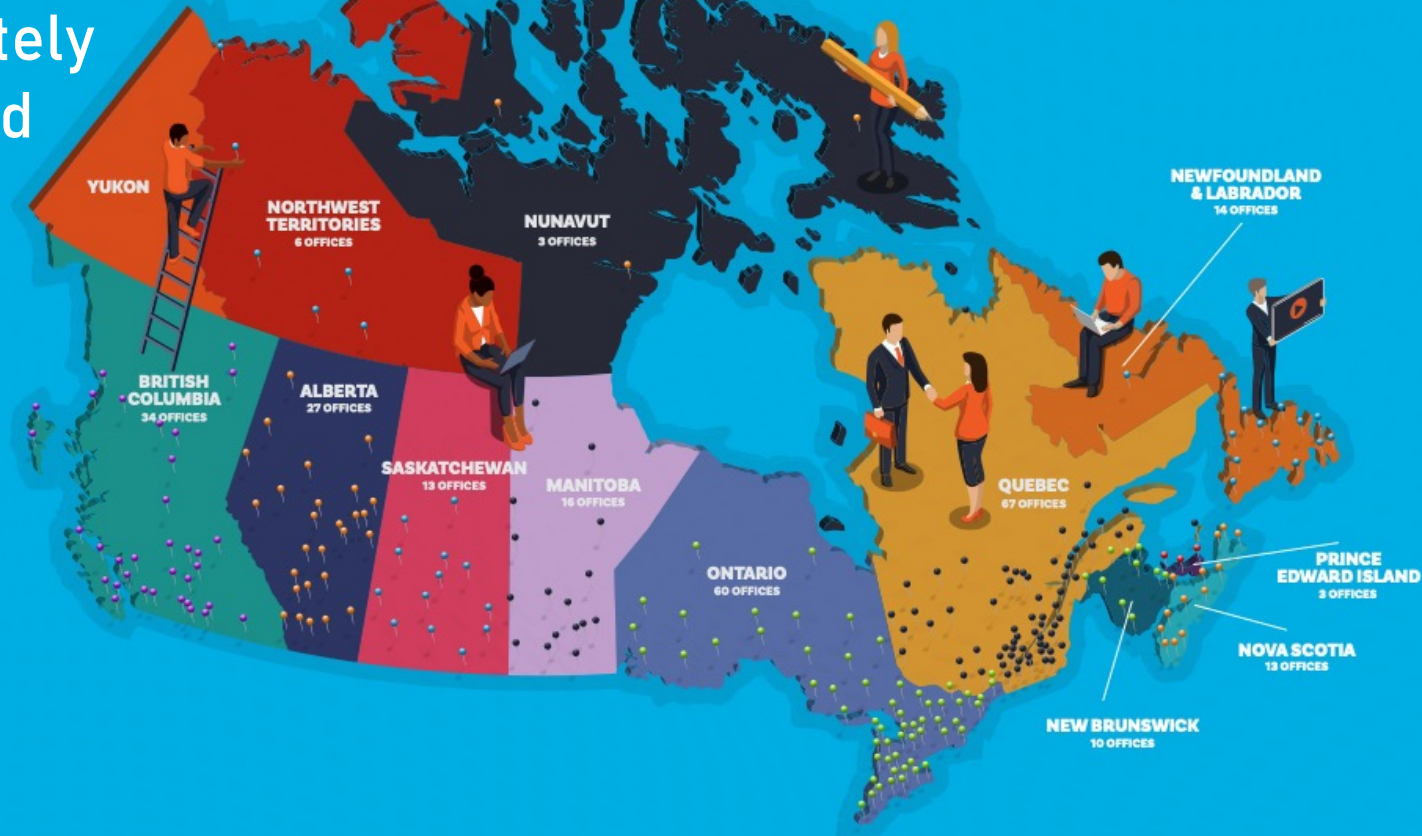 tely
d
YUKON
NORTHWEST
TERRITORIES
6 OFFICES
NUNAVUT
3 OFFICES
NEWFOUNDLAND
& LABRADOR
14 OFFICES
BRITISH
COLUMBIA
34 OFFICES
ALBERTA
27 OFFICES
SASKATCHEWAN
13 OFFICES
MANITOBA
16 OFFICES
QUEBEC
67 OFFICES
ONTARIO
60 OFFICES
PRINCE
EDWARD ISLAND
3 OFFICES
NOVA SCOTIA
13 OFFICES
NEW BRUNSWICK
10 OFFICES